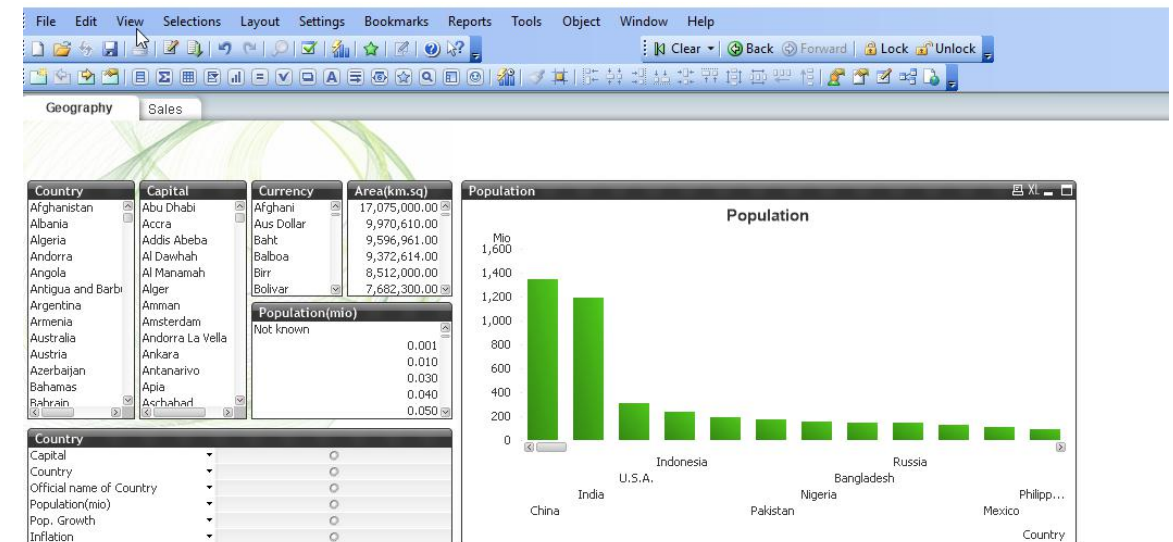 File Edit View Selections Layout Settings Bookmarks Reports Tools Object Window Help
Clear Back Forward Lock Unlock
Geography Sales
Country
Afghanistan
Albania
Algeria
Andorra
Angola
Antigua and Barbu
Argentina
Armenia
Australia
Austria
Azerbaijan
Bahamas
Bahrain
Capital
Abu Dhabi
Accra
Addis Abeba
Al Dawhah
Al Manamah
Alger
Amman
Amsterdam
Andorra La Vella
Ankara
Antanarivo
Apia
Aschabad
Currency
Afghani
Aus Dollar
Baht
Balboa
Birr
Bolivar
Area(km.sq)
17,075,000.00
9,970,610.00
9,596,961.00
9,372,614.00
8,512,000.00
7,682,300.00
Population(mio)
Not known
0.001
0.010
0.030
0.040
0.050
Country
Capital
Country
Official name of Country
Population(mio)
Pop. Growth
Inflation
Population XL
Population
Mio
1,600
1,400
1,200
1,000
800
600
400
200
0
Indonesia Russia
U.S.A. Bangladesh
India Nigeria Philipp...
China Pakistan Mexico
Country